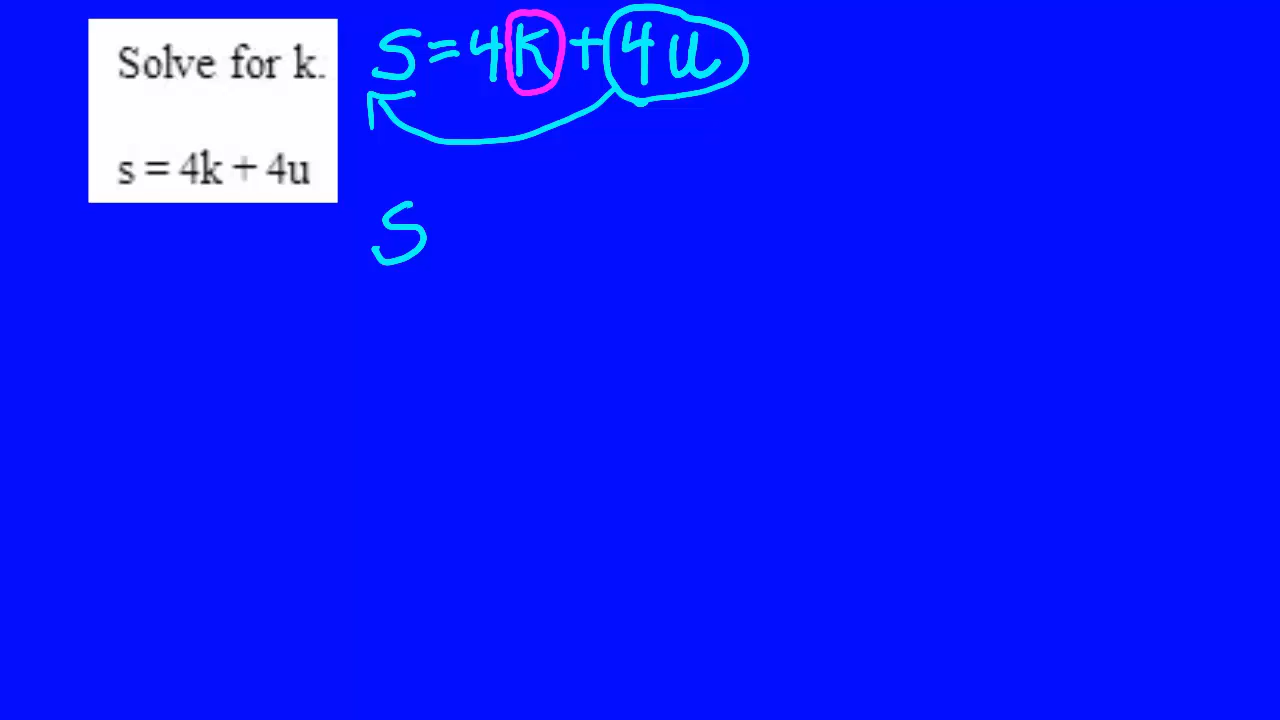 Solve for k.
s = 4k + 4u
s = 4k + 4u
s